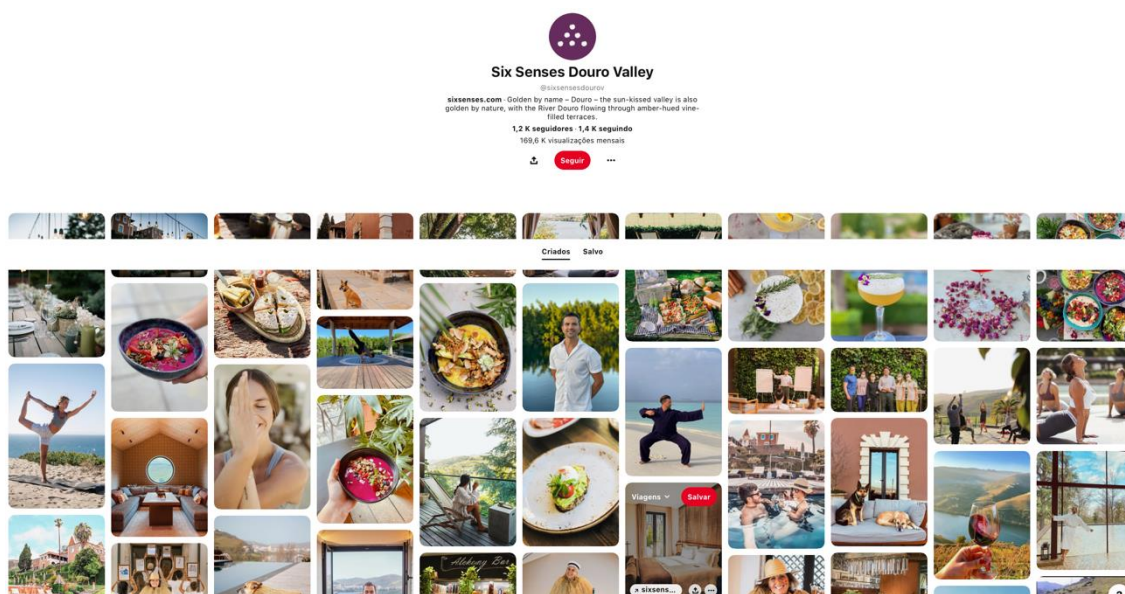 Six Senses Douro Valley
@sixsensesdourov
sixsenses.com · Golden by name – Douro – the sun-kissed valley is also
golden by nature, with the River Douro flowing through amber-hued vine-
filled terraces.
1,2 K seguidores · 1,4 K seguindo
169,6 K visualizações mensais
Seguir
Criados Salvo
Viagens Salvar
Alchemy Bar
sixsens...